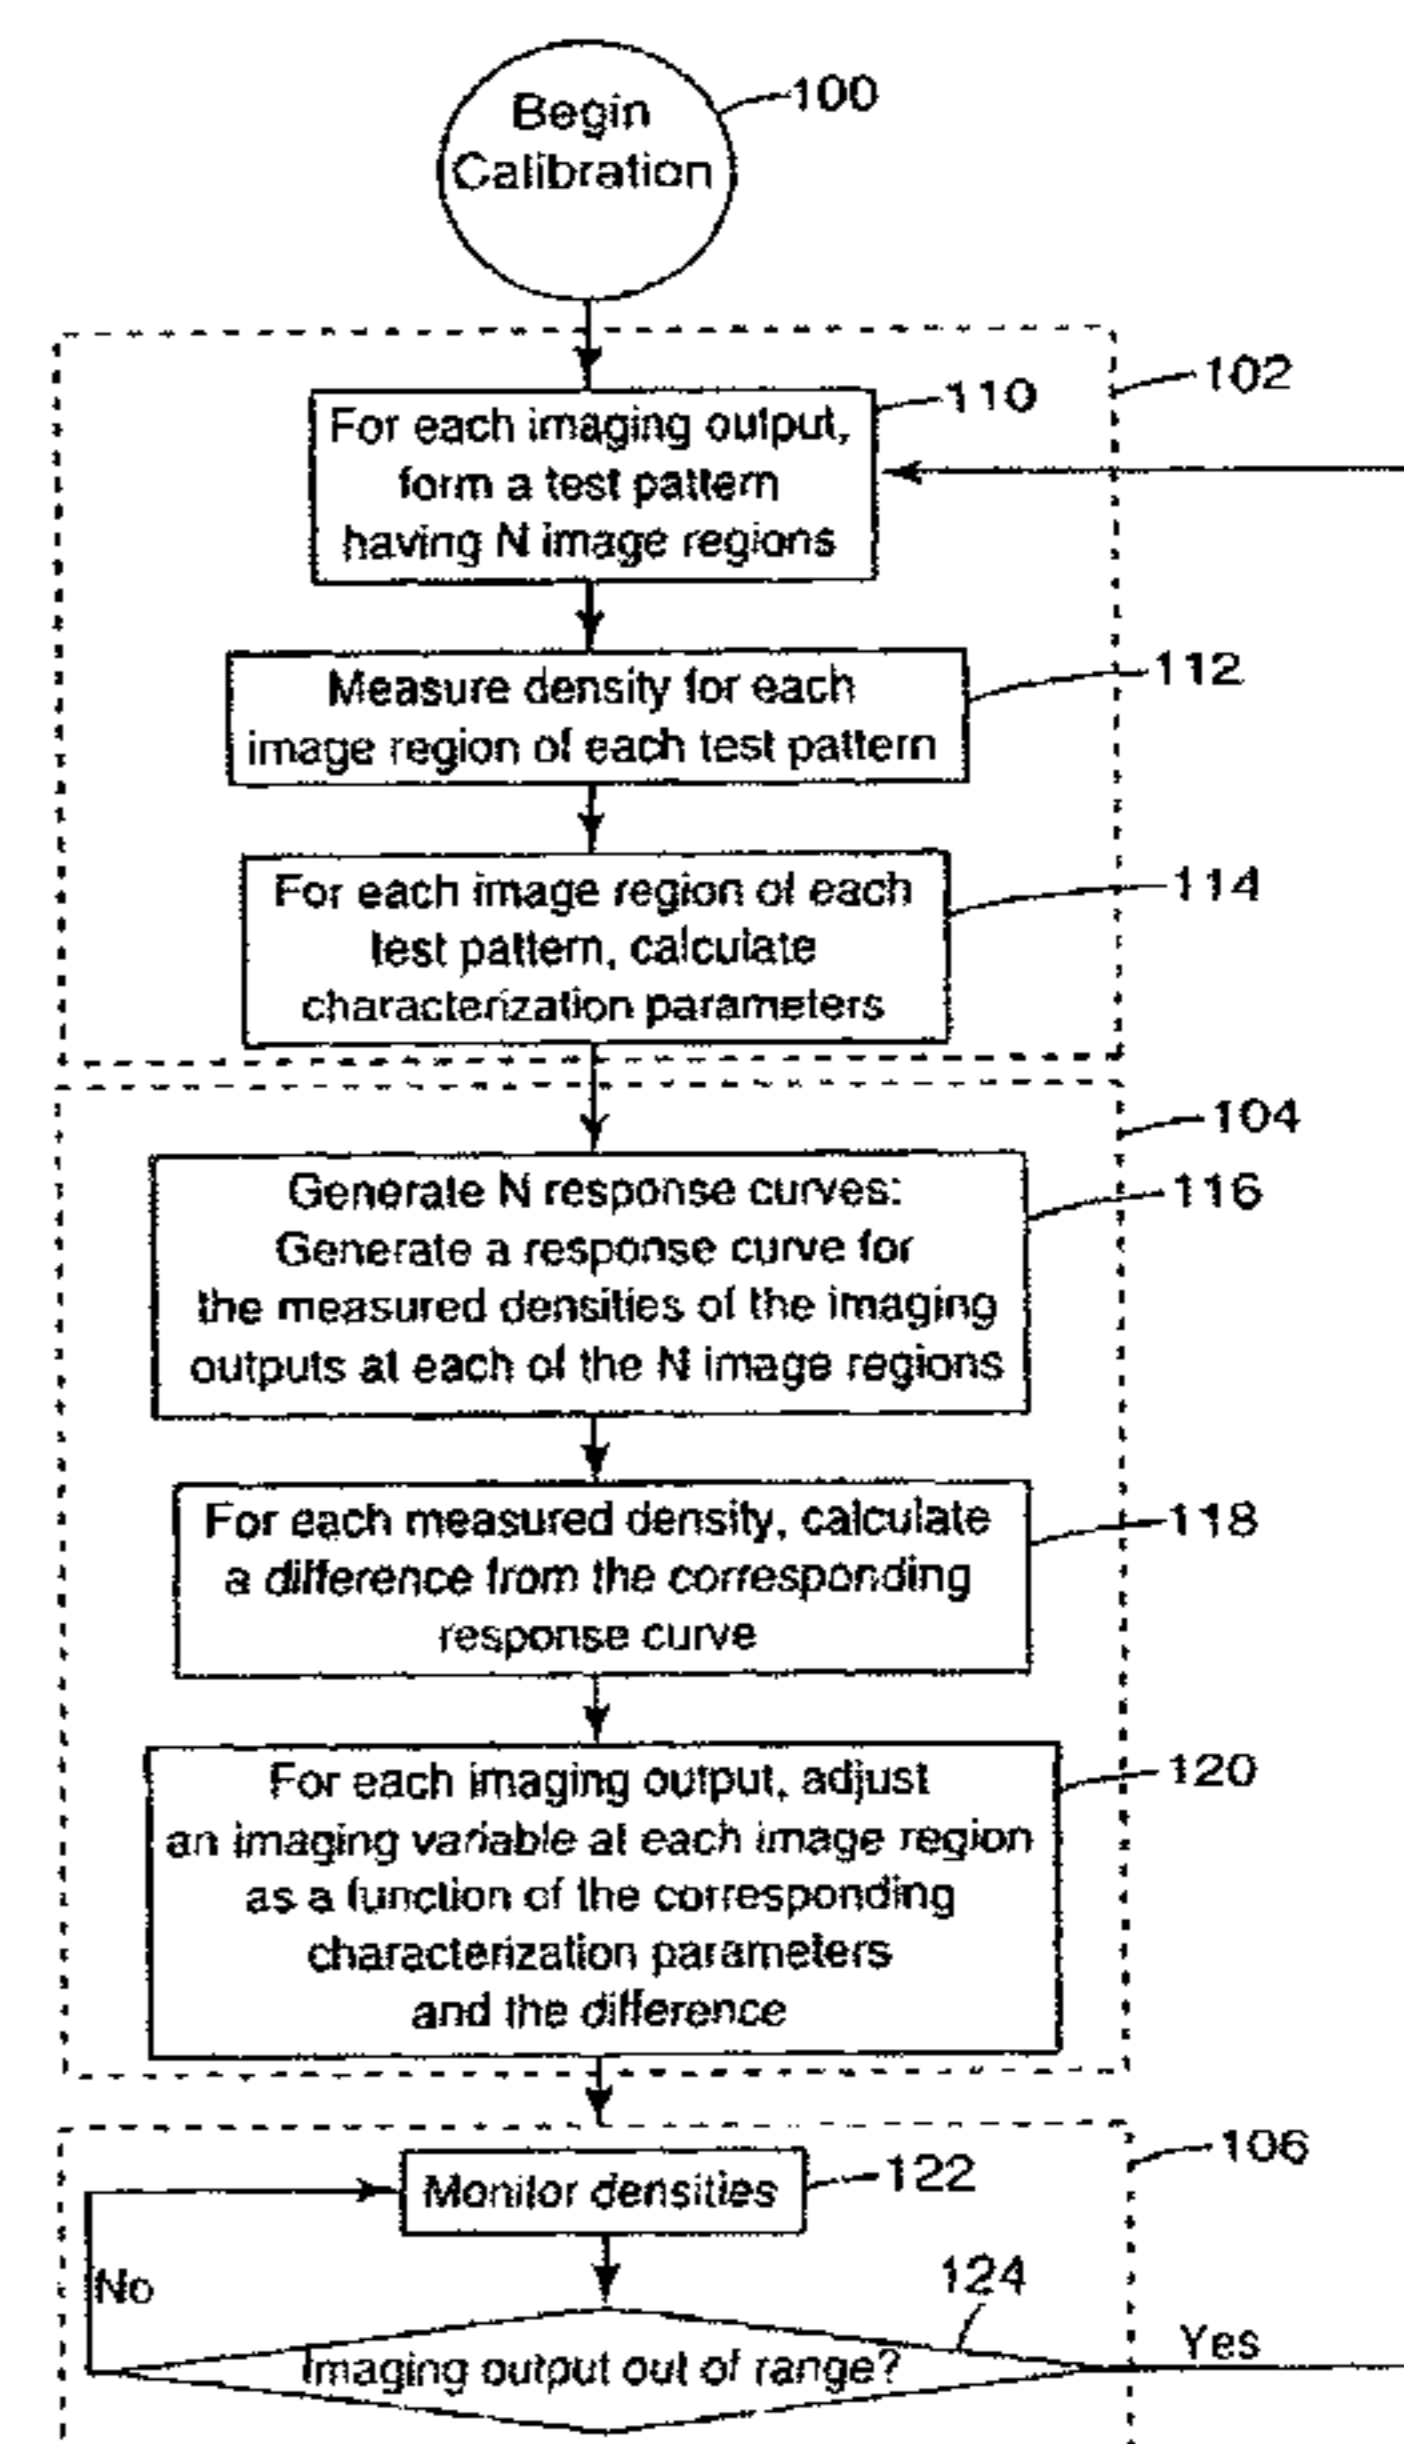 Begin
Calibration
100
102
110
For each imaging output,
form a test pattern
having N image regions
112
Measure density for each
image region of each test pattern
114
For each image region of each
test pattern, calculate
characterization parameters
104
116
Generate N response curves:
Generate a response curve for
the measured densities of the imaging
outputs at each of the N image regions
118
For each measured density, calculate
a difference from the corresponding
response curve
120
For each imaging output, adjust
an imaging variable at each image region
as a function of the corresponding
characterization parameters
and the difference
106
122
Monitor densities
No
124
Yes
Imaging output out of range?